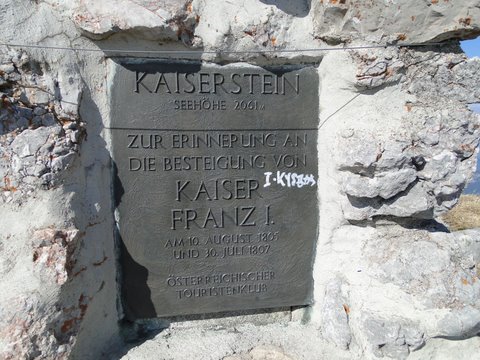 KAISERSTEIN
SEEHÖHE 2061M
ZUR ERINNERUNG AN
DIE BESTEIGUNG VON
KAISER
FRANZ I.
AM 10. AUGUST 1805
UND 30. JULI 1807
ÖSTERREICHISCHER
TOURISTENKLUB